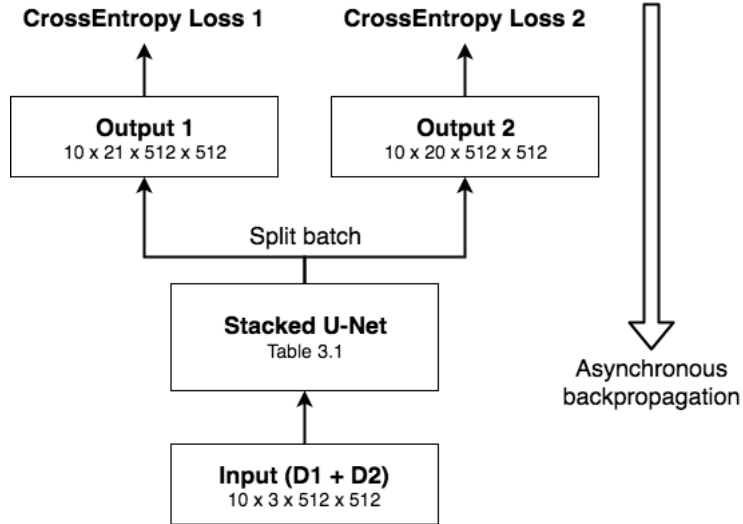 CrossEntropy Loss 1
CrossEntropy Loss 2
Output 1
10 x 21 x 512 x 512
Output 2
10 x 20 x 512 x 512
Split batch
Stacked U-Net
Table 3.1
Input (D1 + D2)
10 x 3 x 512 x 512
Asynchronous
backpropagation